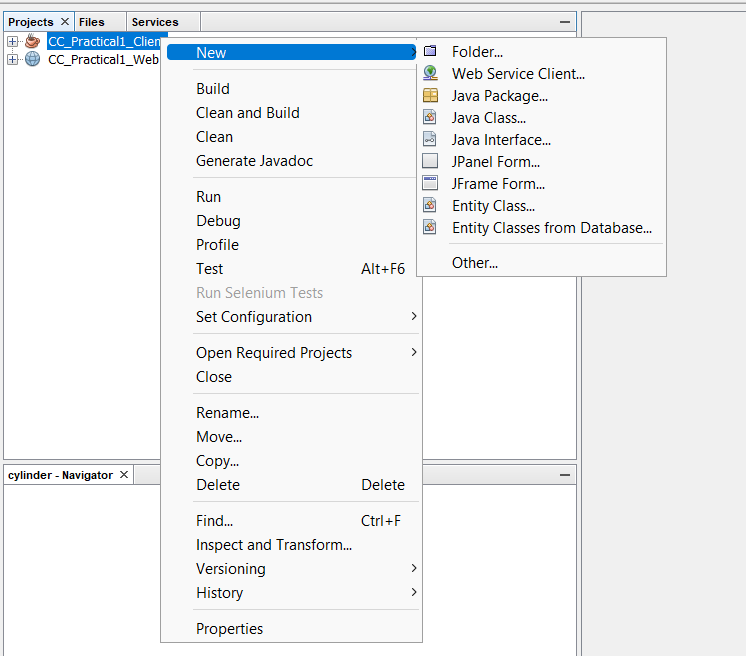 Projects
Files
Services
CC_Practical1_Clien
CC_Practical1_Web
New
Build
Clean and Build
Clean
Generate Javadoc
Run
Debug
Profile
Test Alt+F6
Run Selenium Tests
Set Configuration
Open Required Projects
Close
Rename...
Move...
Copy...
Delete Delete
Find... Ctrl+F
Inspect and Transform...
Versioning
History
Properties
Folder...
Web Service Client...
Java Package...
Java Class...
Java Interface...
JPanel Form...
JFrame Form...
Entity Class...
Entity Classes from Database...
Other...
cylinder - Navigator